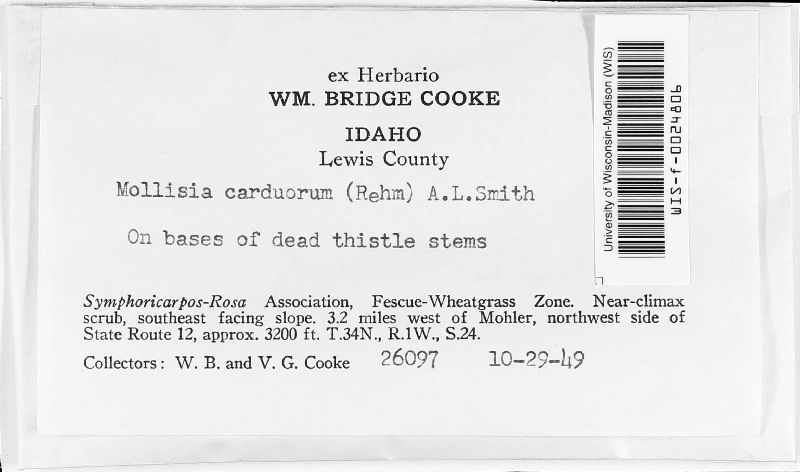 ex Herbario
WM. BRIDGE COOKE
IDAHO
Lewis County
Mollisia carduorum (Rehm) A.L.Smith
On bases of dead thistle stems
Symphoricarpos-Rosa Association, Fescue-Wheatgrass Zone. Near-climax
scrub, southeast facing slope. 3.2 miles west of Mohler, northwest side of
State Route 12, approx. 3200 ft. T.34N., R.1W., S.24.
Collectors: W. B. and V. G. Cooke 26097 10-29-49
University of Wisconsin-Madison (WIS)
WIS-f-0024806